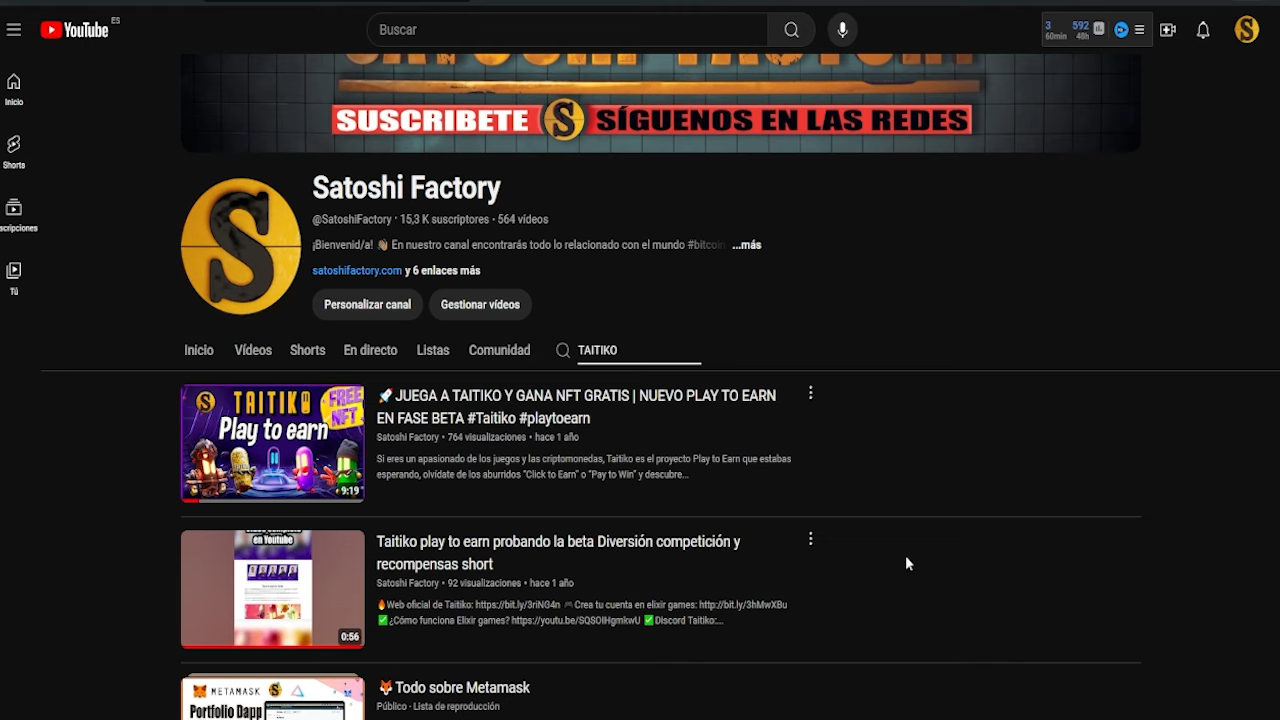 YouTube ES
Buscar
3 592
60min 48h
SUSCRIBETE S SÍGUENOS EN LAS REDES
Inicio
Shorts
scripciones
Tú
Satoshi Factory
@SatoshiFactory · 15,3 K suscriptores · 564 vídeos
¡Bienvenid/a! 👋🏽 En nuestro canal encontrarás todo lo relacionado con el mundo #bitcoin ...más
satoshifactory.com y 6 enlaces más
Personalizar canal Gestionar vídeos
Inicio Vídeos Shorts En directo Listas Comunidad TAITIKO
TAITIKO
FREE
NFT
Play to earn
9:19
🚀JUEGA A TAITIKO Y GANA NFT GRATIS | NUEVO PLAY TO EARN
EN FASE BETA #Taitiko #playtoearn
Satoshi Factory · 764 visualizaciones · hace 1 año
Si eres un apasionado de los juegos y las criptomonedas, Taitiko es el proyecto Play to Earn que estabas
esperando, olvídate de los aburridos "Click to Earn" o "Pay to Win" y descubre...
en Youtube
0:56
Taitiko play to earn probando la beta Diversión competición y
recompensas short
Satoshi Factory · 92 visualizaciones · hace 1 año
🔥Web oficial de Taitiko: https://bit.ly/3riNG4n 🎮Crea tu cuenta en elixir games: http://bit.ly/3hMwXBu
✅¿Cómo funciona Elixir games? https://youtu.be/SQSOIHgmkwU ✅Discord Taitiko:...
METAMASK
Portfolio Dapp
🦊Todo sobre Metamask
Público · Lista de reproducción